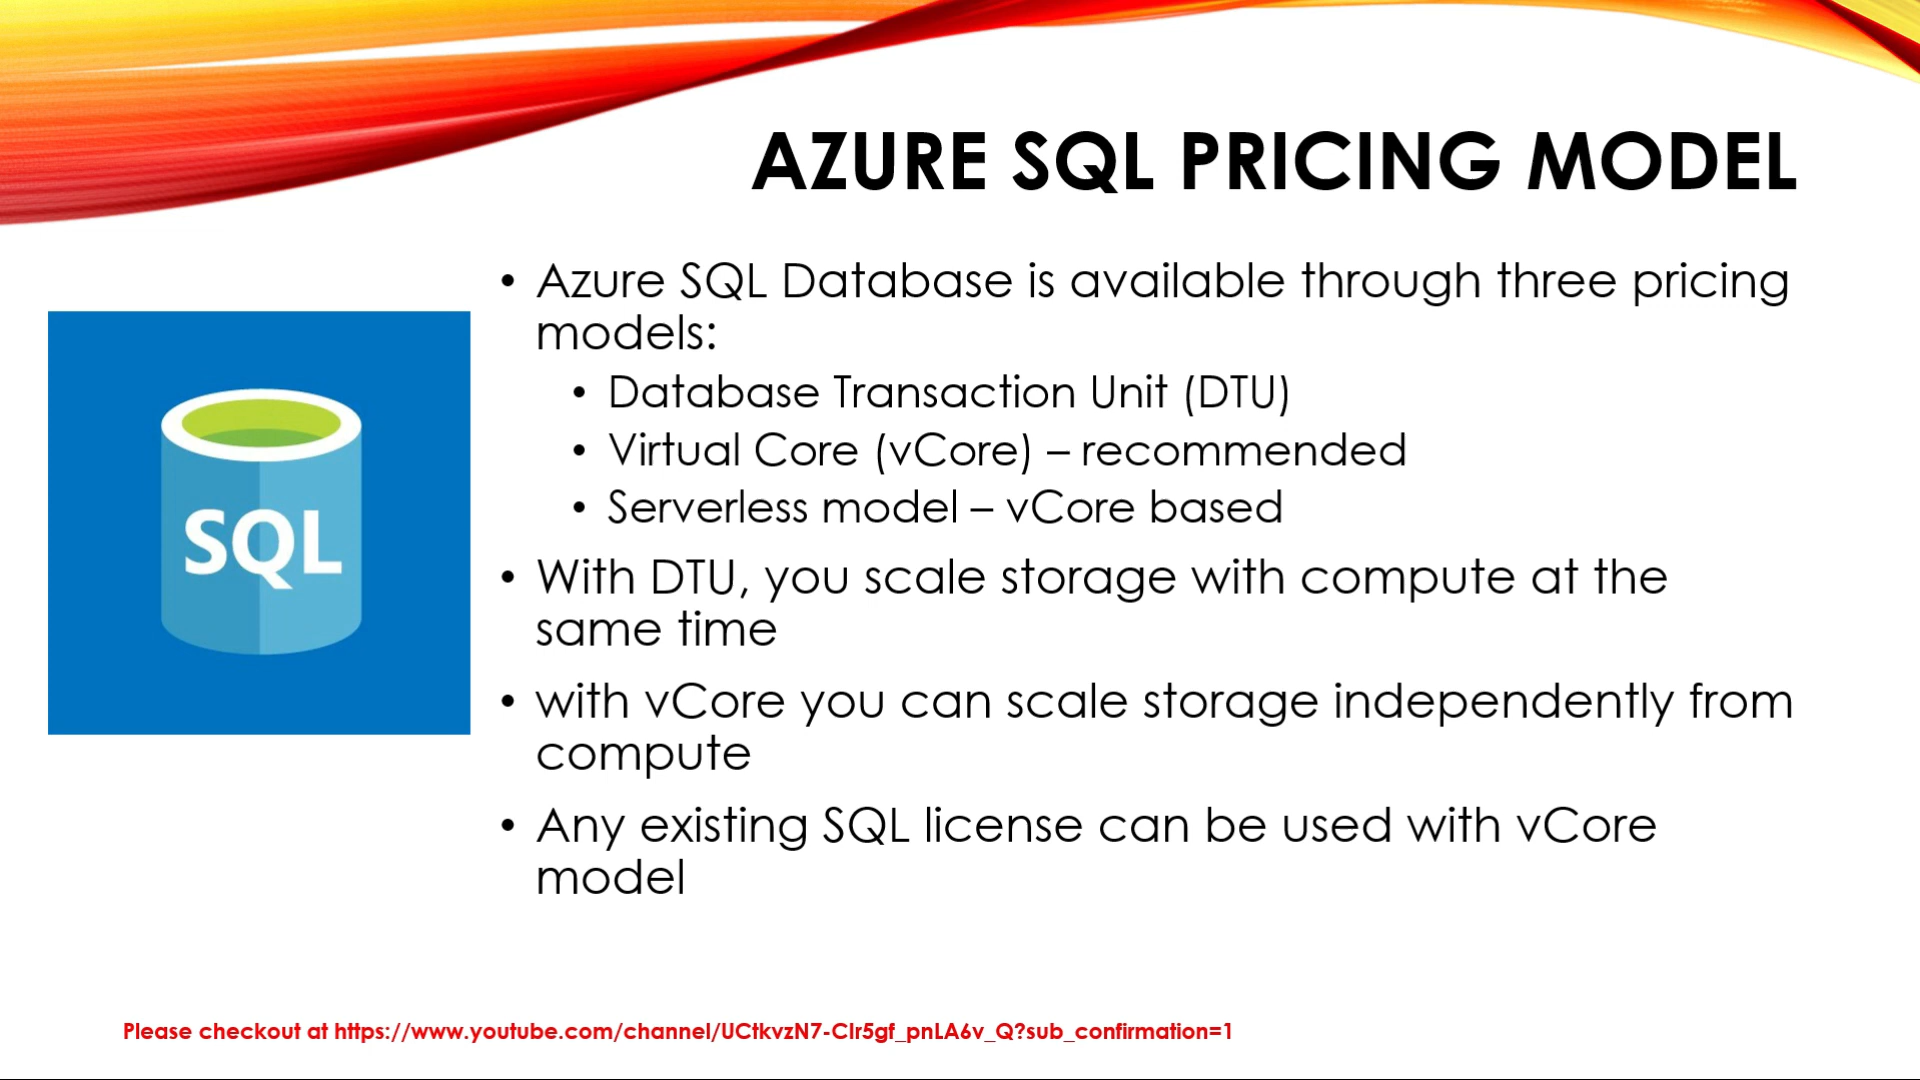 AZURE SQL PRICING MODEL
• Azure SQL Database is available through three pricing
models:
• Database Transaction Unit (DTU)
• Virtual Core (vCore) – recommended
• Serverless model – vCore based
SQL
• With DTU, you scale storage with compute at the
same time
• with vCore you can scale storage independently from
compute
• Any existing SQL license can be used with vCore
model
Please checkout at https://www.youtube.com/channel/UCtkvzN7-CIr5gf_pnLA6v_Q?sub_confirmation=1